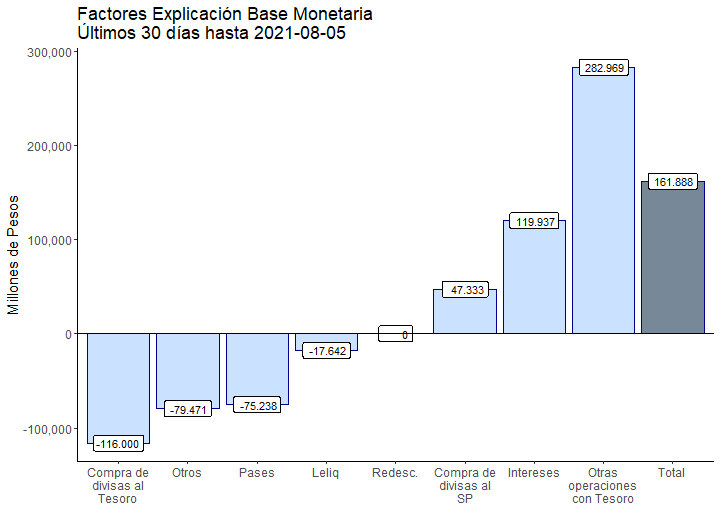 Factores Explicación Base Monetaria
Últimos 30 días hasta 2021-08-05
Millones de Pesos
300,000
200,000
100,000
0
-100,000
-116.000
-79.471
-75.238
-17.642
0
47.333
119.937
282.969
161.888
Compra de
divisas al
Tesoro
Otros
Pases
Leliq
Redesc.
Compra de
divisas al
SP
Intereses
Otras
operaciones
con Tesoro
Total